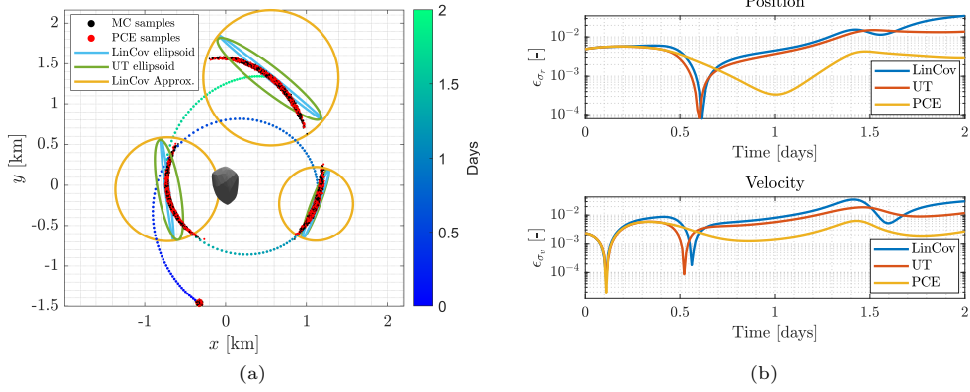 MC samples
PCE samples
LinCov ellipsoid
UT ellipsoid
LinCov Approx.
2
1.5
1
0.5
0
-0.5
-1
-1.5
-1
0
1
2
x [km]
y [km]
2
1.5
1
0.5
0
Days
(a)
Position
10⁻²
10⁻³
10⁻⁴
ϵσr [-]
LinCov
UT
PCE
0
0.5
1
1.5
2
Time [days]
Velocity
10⁻²
10⁻³
10⁻⁴
ϵσv [-]
LinCov
UT
PCE
0
0.5
1
1.5
2
Time [days]
(b)